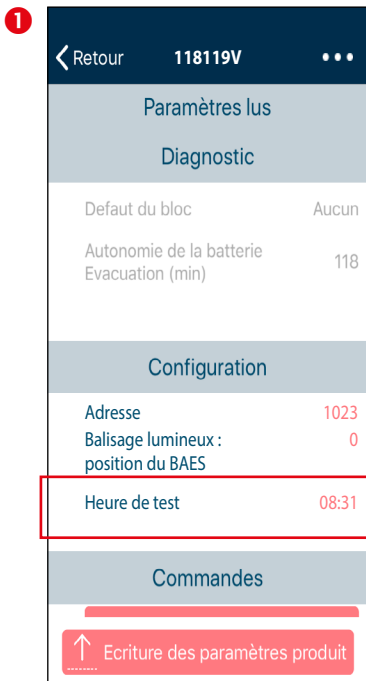 1
Retour 118119V
Paramètres lus
Diagnostic
Defaut du bloc Aucun
Autonomie de la batterie
Evacuation (min) 118
Configuration
Adresse 1023
Balisage lumineux : 0
position du BAES
Heure de test 08:31
Commandes
Ecriture des paramètres produit